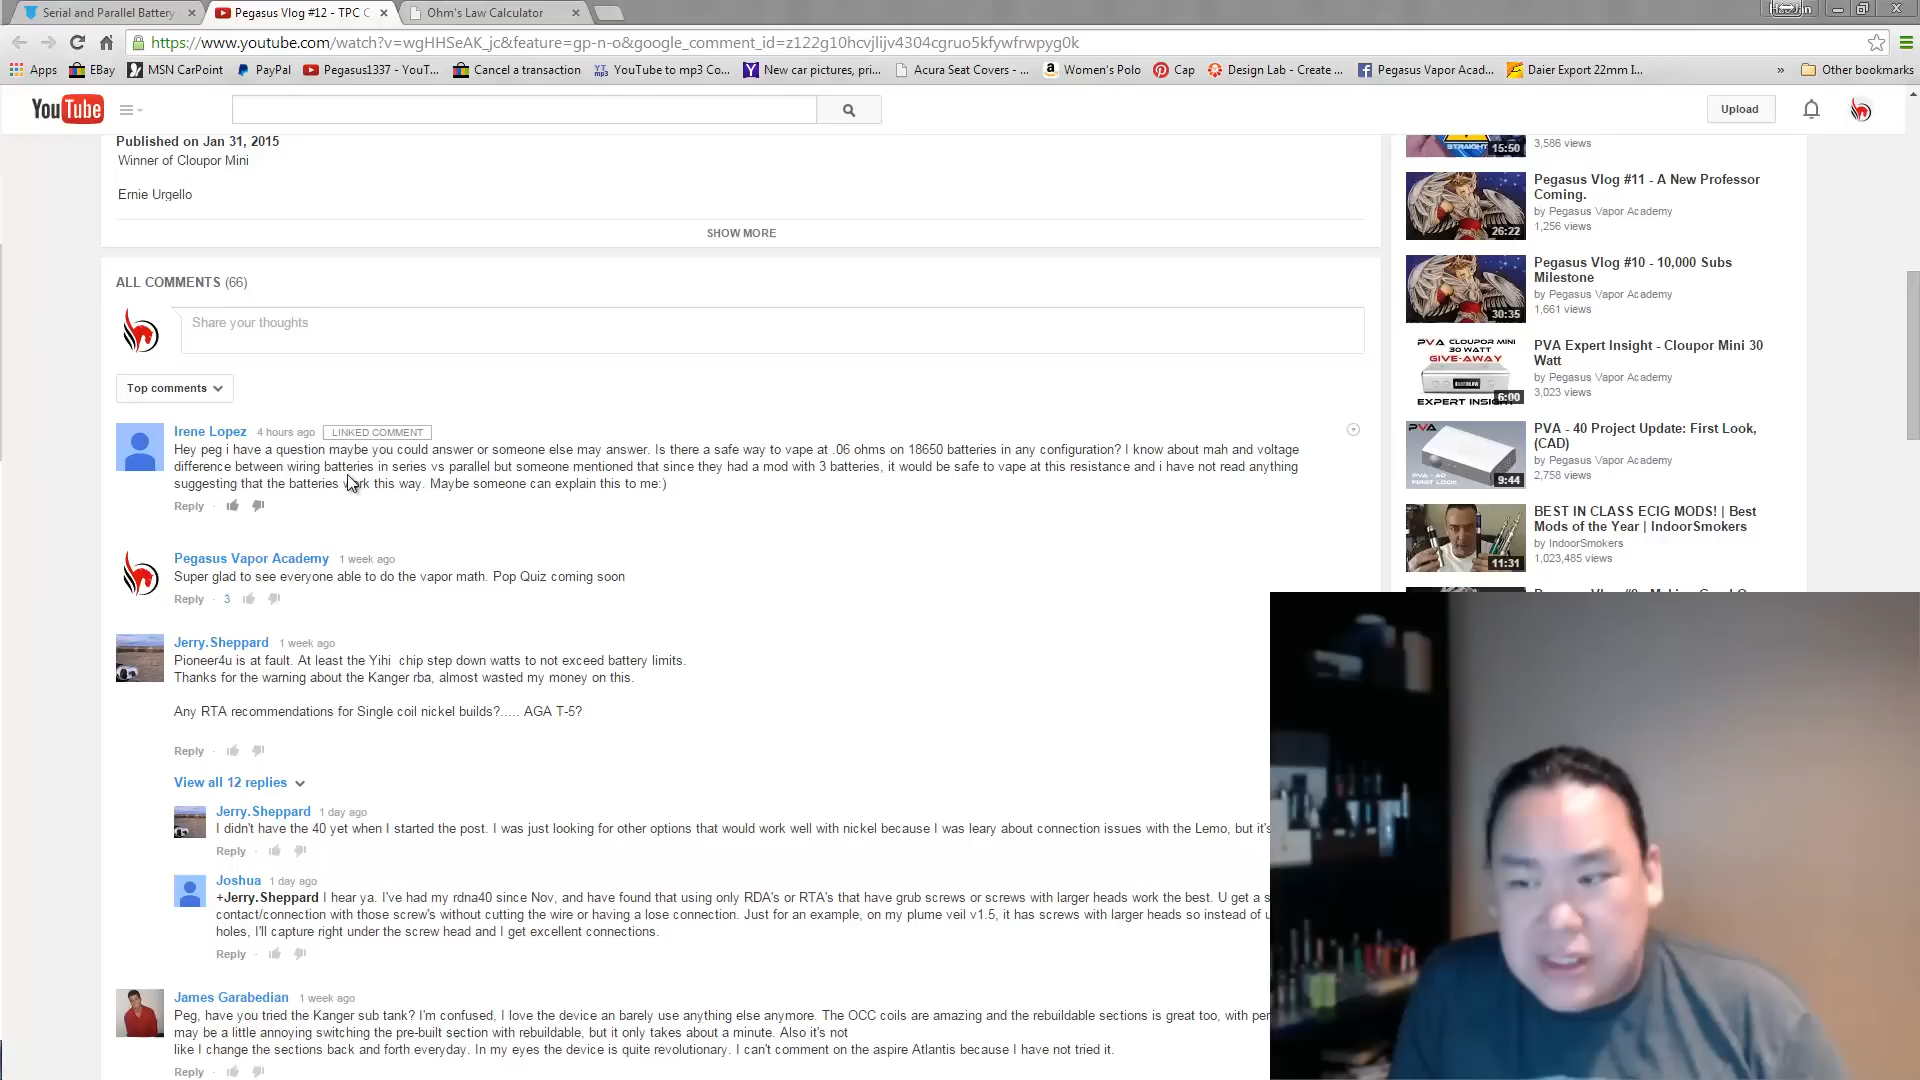 Serial and Parallel Battery
Pegasus Vlog #12 - TPC C
Ohm's Law Calculator
https://www.youtube.com/watch?v=wgHHSeAK_jc&feature=gp-n-o&google_comment_id=z122g10hcvjlijv4304cgruo5kfywfrwpyg0k
Apps
EBay
MSN CarPoint
PayPal
Pegasus1337 - YouT...
Cancel a transaction
YouTube to mp3 Co...
New car pictures, pri...
Acura Seat Covers - ...
Women's Polo
Cap
Design Lab - Create ...
Pegasus Vapor Acad...
Daier Export 22mm I...
»
Other bookmarks
YouTube
Upload
Published on Jan 31, 2015
Winner of Cloupor Mini
Ernie Urgello
SHOW MORE
ALL COMMENTS (66)
Share your thoughts
Top comments
Irene Lopez 4 hours ago LINKED COMMENT
Hey peg i have a question maybe you could answer or someone else may answer. Is there a safe way to vape at .06 ohms on 18650 batteries in any configuration? I know about mah and voltage
difference between wiring batteries in series vs parallel but someone mentioned that since they had a mod with 3 batteries, it would be safe to vape at this resistance and i have not read anything
suggesting that the batteries work this way. Maybe someone can explain this to me:)
Reply ·
Pegasus Vapor Academy 1 week ago
Super glad to see everyone able to do the vapor math. Pop Quiz coming soon
Reply · 3
Jerry.Sheppard 1 week ago
Pioneer4u is at fault. At least the Yihi chip step down watts to not exceed battery limits.
Thanks for the warning about the Kanger rba, almost wasted my money on this.
Any RTA recommendations for Single coil nickel builds?..... AGA T-5?
Reply ·
View all 12 replies
Jerry.Sheppard 1 day ago
I didn't have the 40 yet when I started the post. I was just looking for other options that would work well with nickel because I was leary about connection issues with the Lemo, but it's
Reply ·
Joshua 1 day ago
+Jerry.Sheppard I hear ya. I've had my rdna40 since Nov, and have found that using only RDA's or RTA's that have grub screws or screws with larger heads work the best. U get a s
contact/connection with those screw's without cutting the wire or having a lose connection. Just for an example, on my plume veil v1.5, it has screws with larger heads so instead of u
holes, I'll capture right under the screw head and I get excellent connections.
Reply ·
James Garabedian 1 week ago
Peg, have you tried the Kanger sub tank? I'm confused, I love the device an barely use anything else anymore. The OCC coils are amazing and the rebuildable sections is great too, with per
may be a little annoying switching the pre-built section with rebuildable, but it only takes about a minute. Also it's not
like I change the sections back and forth everyday. In my eyes the device is quite revolutionary. I can't comment on the aspire Atlantis because I have not tried it.
Reply ·
STRAIGHT
15:50
3,586 views
26:22
Pegasus Vlog #11 - A New Professor
Coming.
by Pegasus Vapor Academy
1,256 views
30:35
Pegasus Vlog #10 - 10,000 Subs
Milestone
by Pegasus Vapor Academy
1,661 views
PVA CLOUPOR MINI
30 WATT
GIVE-AWAY
EXPERT INSIGHT
6:00
PVA Expert Insight - Cloupor Mini 30
Watt
by Pegasus Vapor Academy
3,023 views
PVA
PVA - 40
FIRST LOOK
9:44
PVA - 40 Project Update: First Look,
(CAD)
by Pegasus Vapor Academy
2,758 views
11:31
BEST IN CLASS ECIG MODS! | Best
Mods of the Year | IndoorSmokers
by IndoorSmokers
1,023,485 views